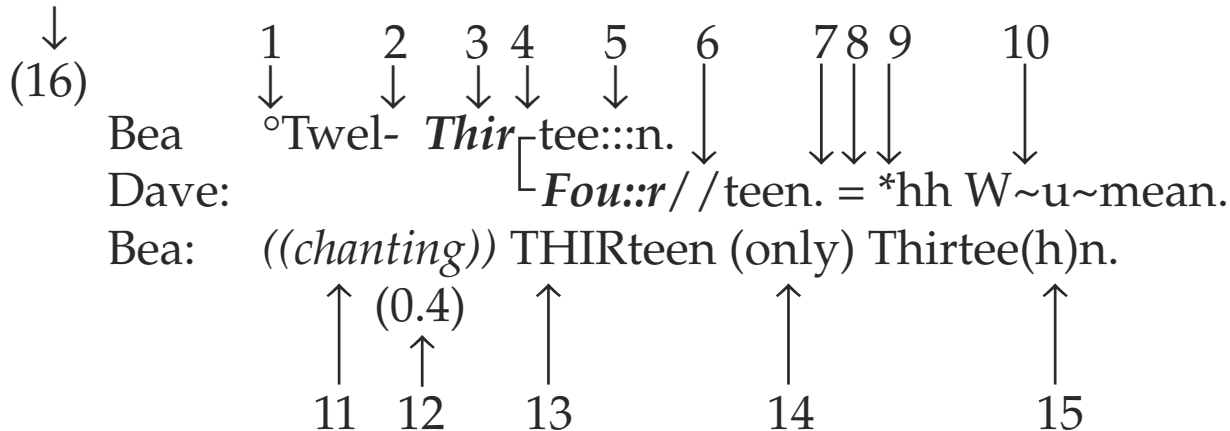 1 2 3 4 5 6 7 8 9 10
(16)
Bea °Twel- Thir-tee:::n.
Dave: Fou::r//teen. = *hh W~u~mean.
Bea: ((chanting)) THIRteen (only) Thirtee(h)n.
(0.4)
11 12 13 14 15